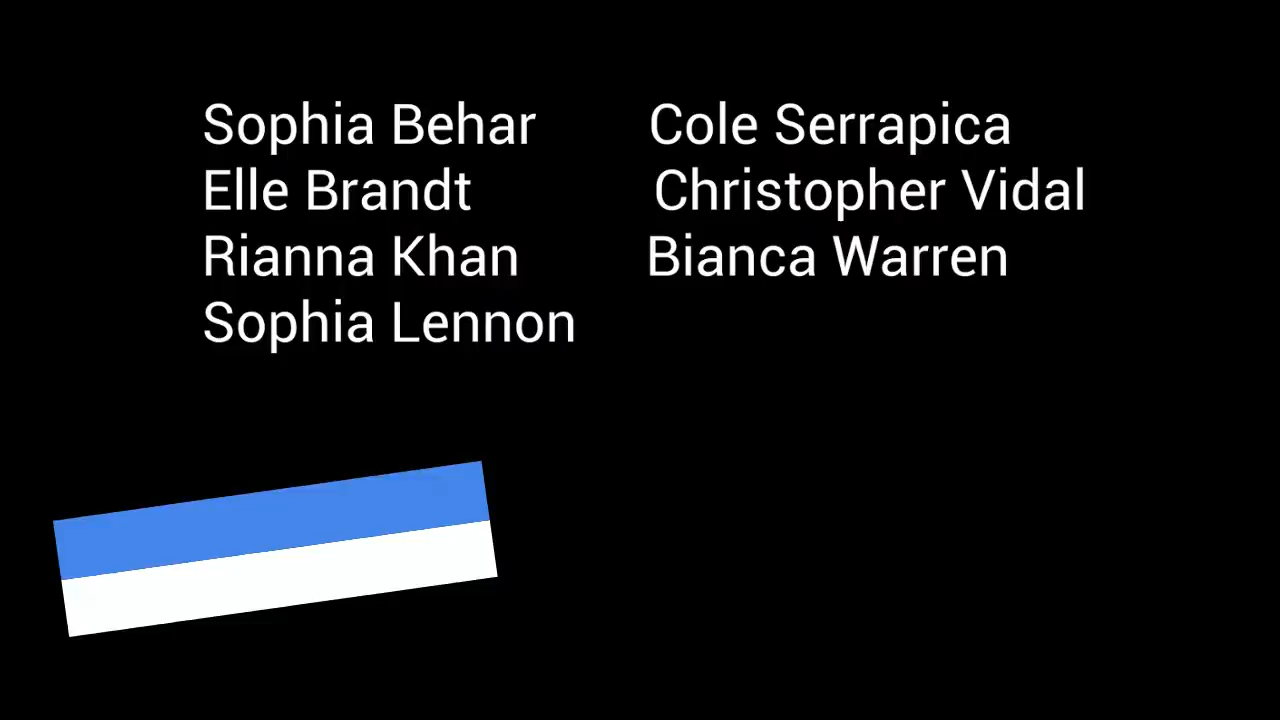 Sophia Behar
Elle Brandt
Rianna Khan
Sophia Lennon
Cole Serrapica
Christopher Vidal
Bianca Warren